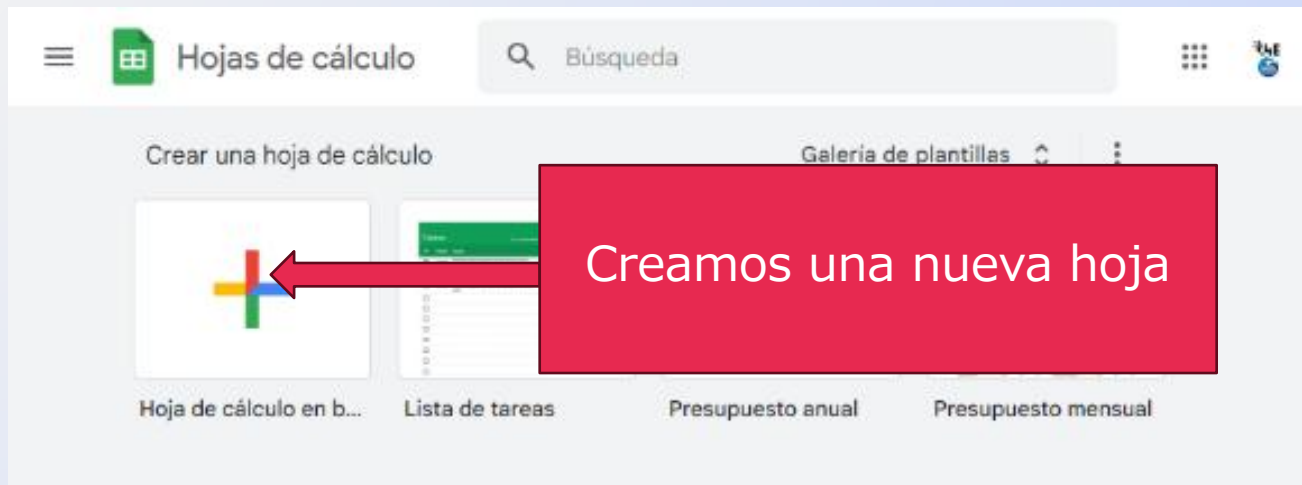 Hojas de cálculo
Búsqueda
Crear una hoja de cálculo
Galería de plantillas
Creamos una nueva hoja
Hoja de cálculo en b...
Lista de tareas
Presupuesto anual
Presupuesto mensual